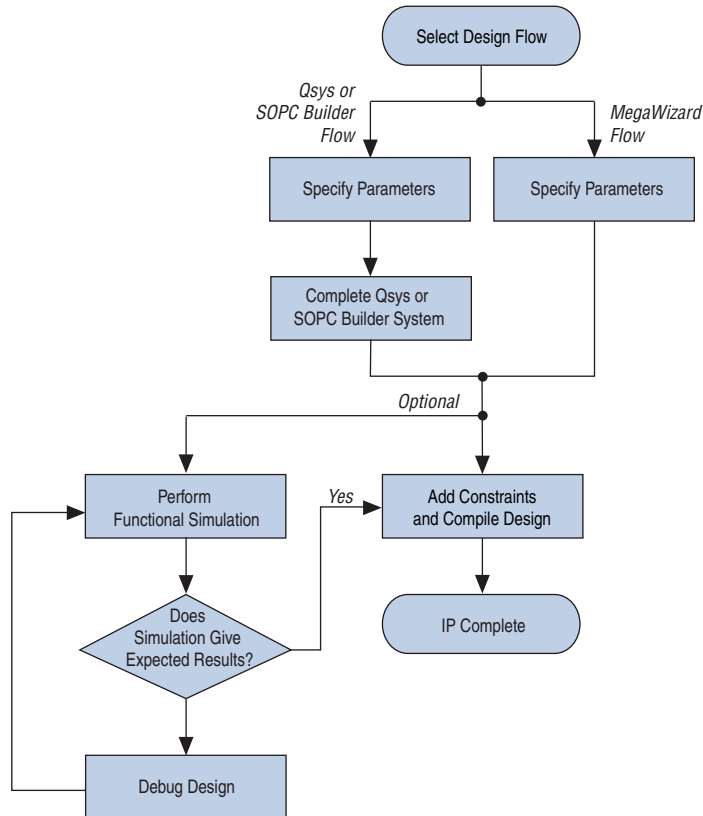 Select Design Flow
Qsys or
SOPC Builder
Flow
MegaWizard
Flow
Specify Parameters
Specify Parameters
Complete Qsys or
SOPC Builder System
Optional
Perform
Functional Simulation
Yes
Add Constraints
and Compile Design
Does
Simulation Give
Expected Results?
IP Complete
Debug Design